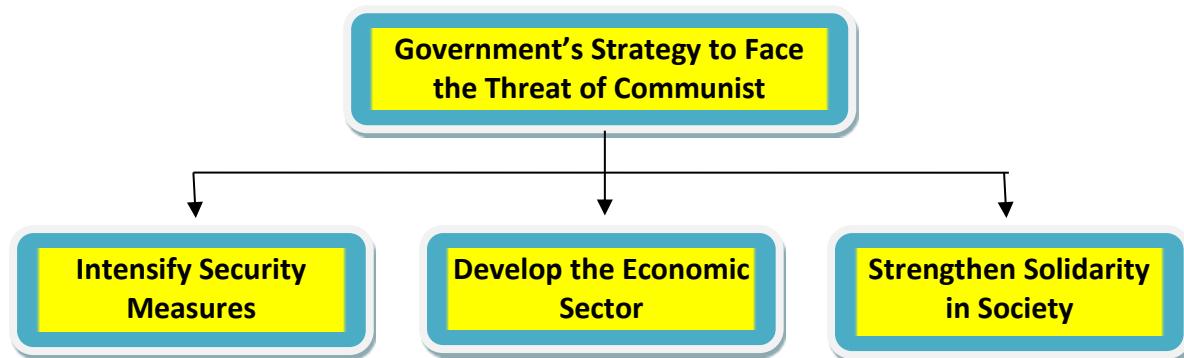 Government’s Strategy to Face
the Threat of Communist
Intensify Security
Measures
Develop the Economic
Sector
Strengthen Solidarity
in Society